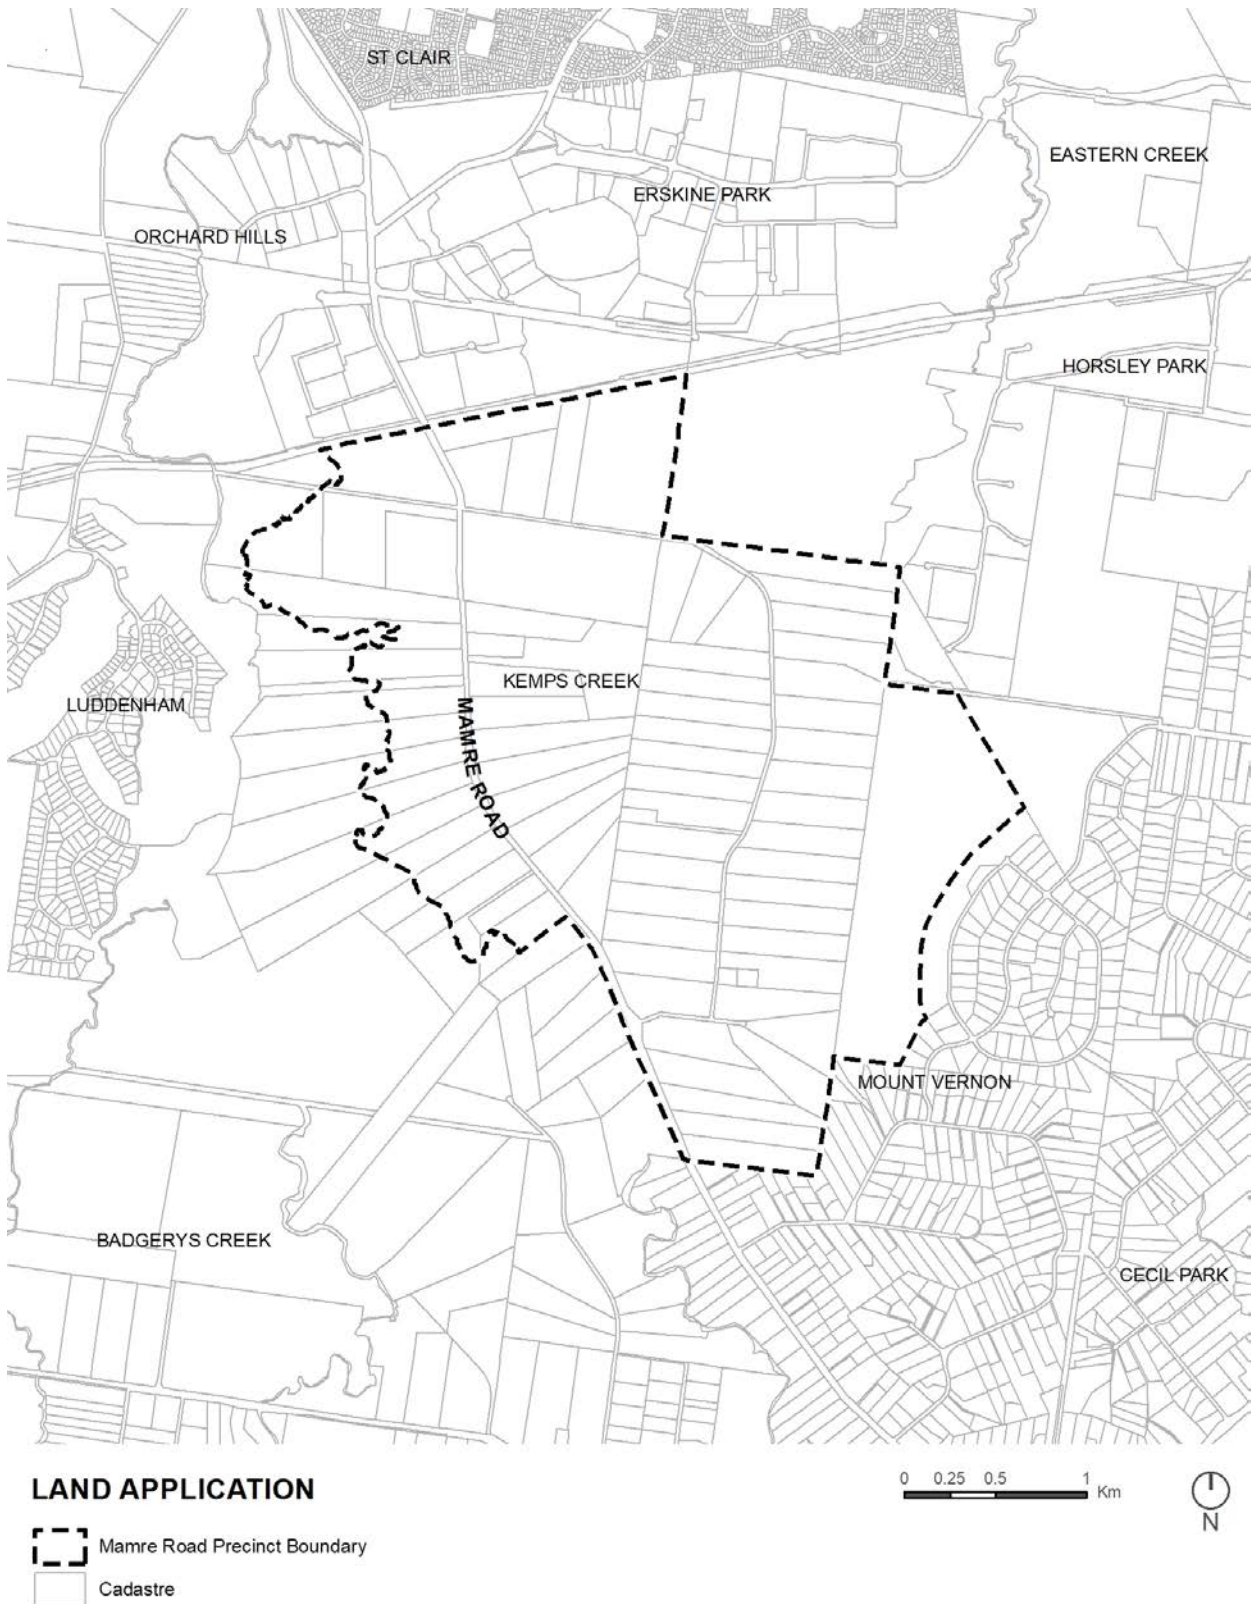 ST CLAIR
EASTERN CREEK
ERSKINE PARK
ORCHARD HILLS
HORSLEY PARK
KEMPS CREEK
LUDDENHAM
MAMRE ROAD
MOUNT VERNON
BADGERYS CREEK
CECIL PARK
LAND APPLICATION
0 0.25 0.5 1
Km
N
Mamre Road Precinct Boundary
Cadastre